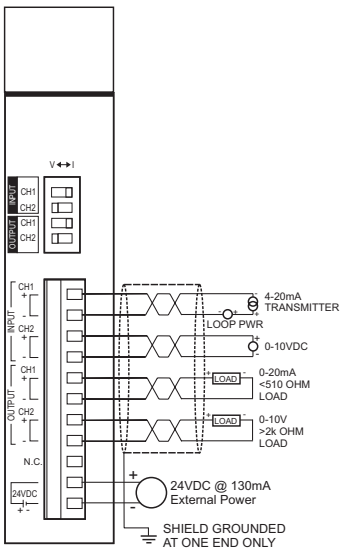 V ↔ I
INPUT
CH1
CH2
OUTPUT
CH1
CH2
INPUT
CH1
+
-
CH2
+
-
OUTPUT
CH1
+
-
CH2
+
-
N.C.
24VDC
+ -
-
+
4-20mA
TRANSMITTER
- +
LOOP PWR
+
-
0-10VDC
+ LOAD -
0-20mA
<510 OHM
LOAD
+ LOAD -
0-10V
>2k OHM
LOAD
+
-
24VDC @ 130mA
External Power
SHIELD GROUNDED
AT ONE END ONLY